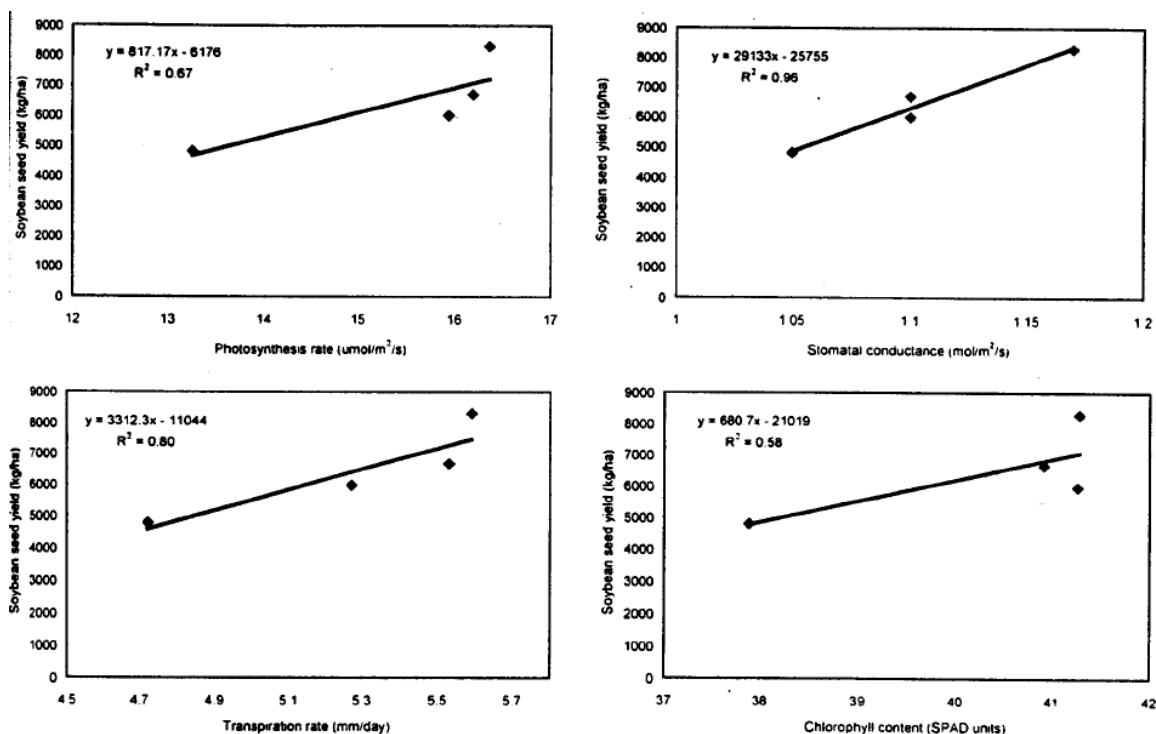 9000
8000
7000
6000
5000
4000
3000
2000
1000
0
Soybean seed yield (kg/ha)
y = 817.17x - 6176
R² = 0.67
12 13 14 15 16 17
Photosynthesis rate (umol/m²/s)
9000
8000
7000
6000
5000
4000
3000
2000
1000
0
Soybean seed yield (kg/ha)
y = 29133x - 25755
R² = 0.96
1 1 05 1 1 1 15 1 2
Stomatal conductance (mol/m²/s)
9000
8000
7000
6000
5000
4000
3000
2000
1000
0
Soybean seed yield (kg/ha)
y = 3312.3x - 11044
R² = 0.80
4 5 4.7 4.9 5 1 5.3 5.5 5.7
Transpiration rate (mm/day)
9000
8000
7000
6000
5000
4000
3000
2000
1000
0
Soybean seed yield (kg/ha)
y = 680.7x - 21019
R² = 0.58
37 38 39 40 41 42
Chlorophyll content (SPAD units)